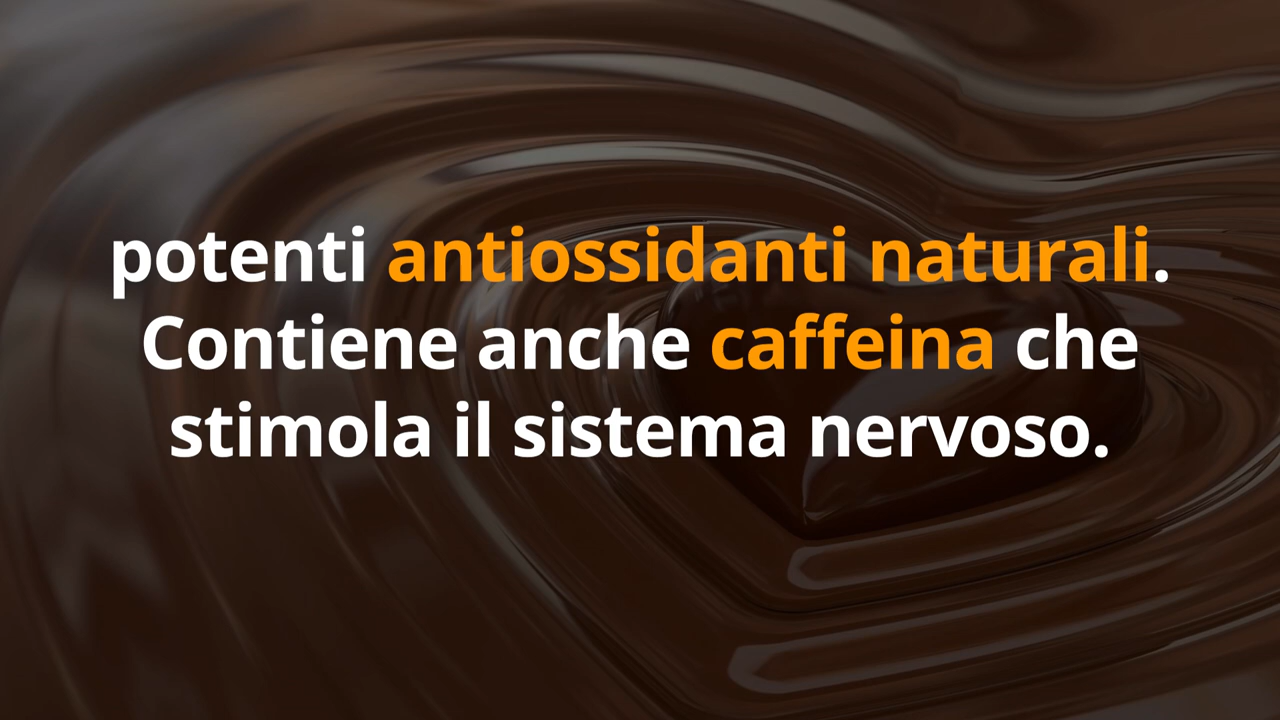 potenti antiossidanti naturali.
Contiene anche caffeina che
stimola il sistema nervoso.